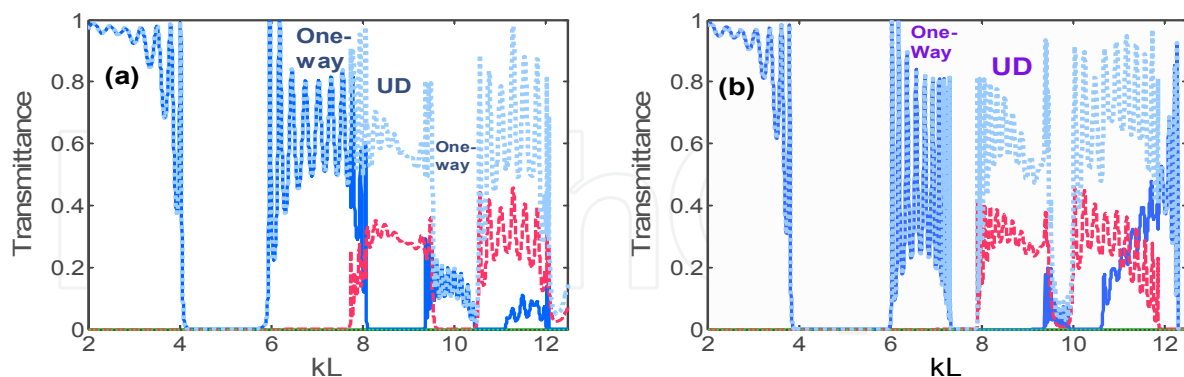 One-
way
(a)
UD
One-
way
Transmittance
1
0.8
0.6
0.4
0.2
0
2 4 6 8 10 12
kL
One-
Way
(b)
UD
Transmittance
1
0.8
0.6
0.4
0.2
0
2 4 6 8 10 12
kL